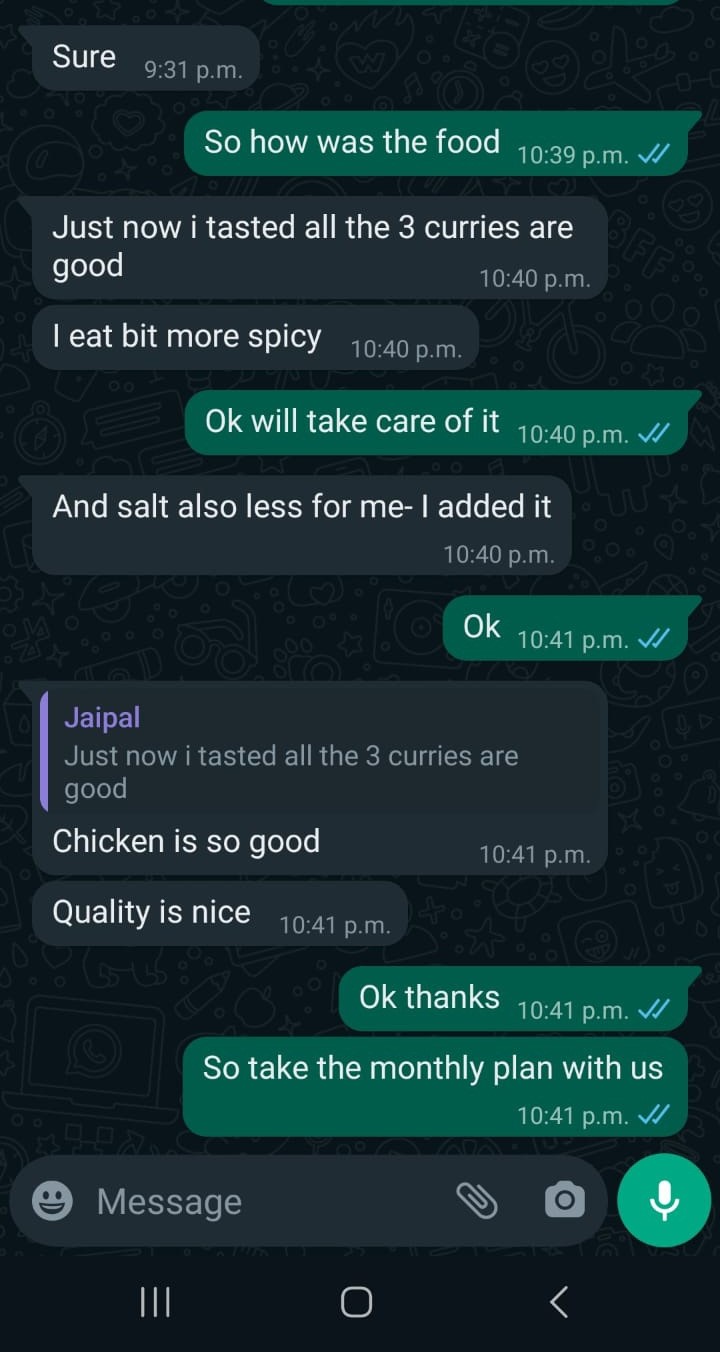 Sure 9:31 p.m.
So how was the food 10:39 p.m.
Just now i tasted all the 3 curries are
good 10:40 p.m.
I eat bit more spicy 10:40 p.m.
Ok will take care of it 10:40 p.m.
And salt also less for me- I added it
10:40 p.m.
Ok 10:41 p.m.
Jaipal
Just now i tasted all the 3 curries are
good
Chicken is so good 10:41 p.m.
Quality is nice 10:41 p.m.
Ok thanks 10:41 p.m.
So take the monthly plan with us
10:41 p.m.
Message